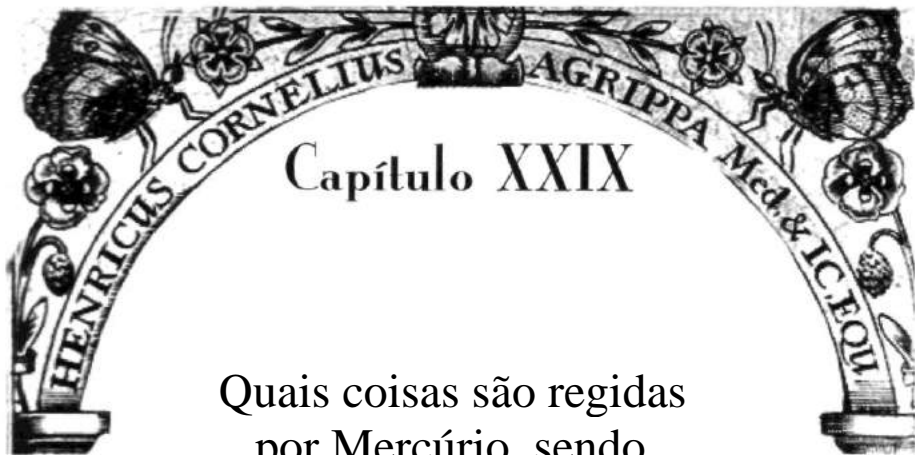 HENRICUS CORNELIUS AGRIPPA Med. & IC. EQU
Capítulo XXIX
Quais coisas são regidas
por Mercúrio, sendo